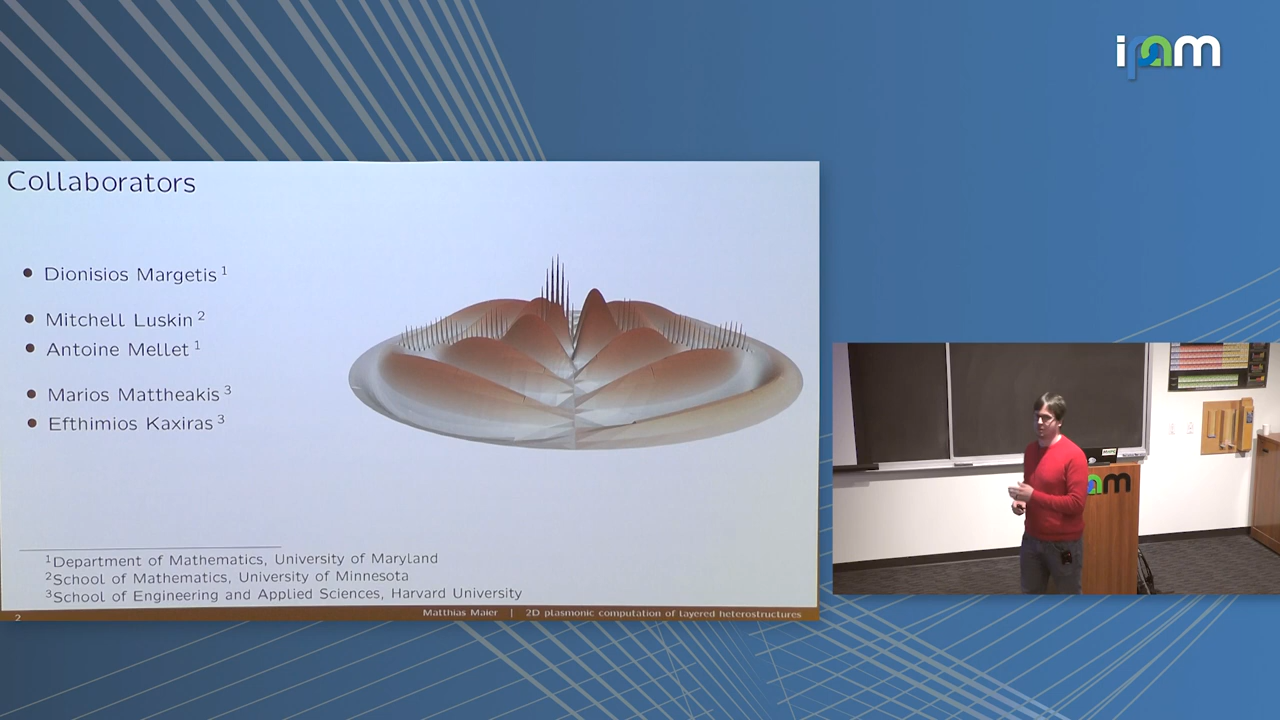 ipam
Collaborators
• Dionisios Margetis 1
• Mitchell Luskin 2
• Antoine Mellet 1
• Marios Mattheakis 3
• Efthimios Kaxiras 3
1Department of Mathematics, University of Maryland
2School of Mathematics, University of Minnesota
3School of Engineering and Applied Sciences, Harvard University
2
Matthias Maier | 2D plasmonic computation of layered heterostructures
am